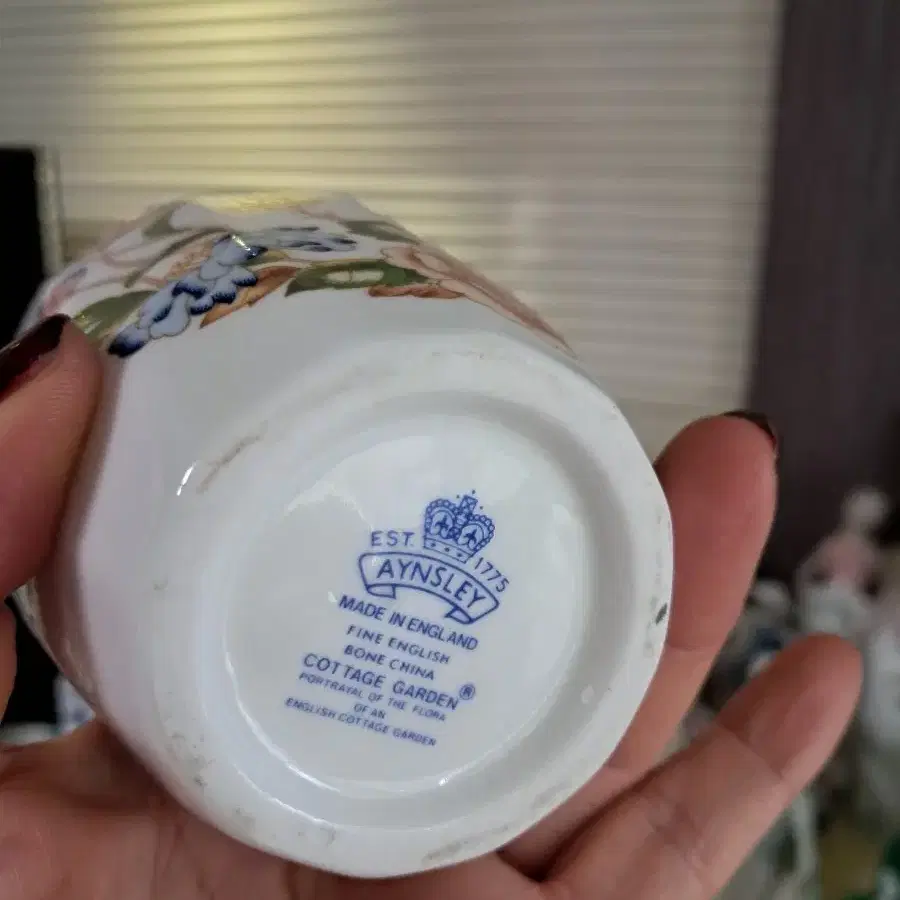 EST. 1775
AYNSLEY
MADE IN ENGLAND
FINE ENGLISH
BONE CHINA
COTTAGE GARDEN®
PORTRAYAL OF THE FLORA
OF AN
ENGLISH COTTAGE GARDEN